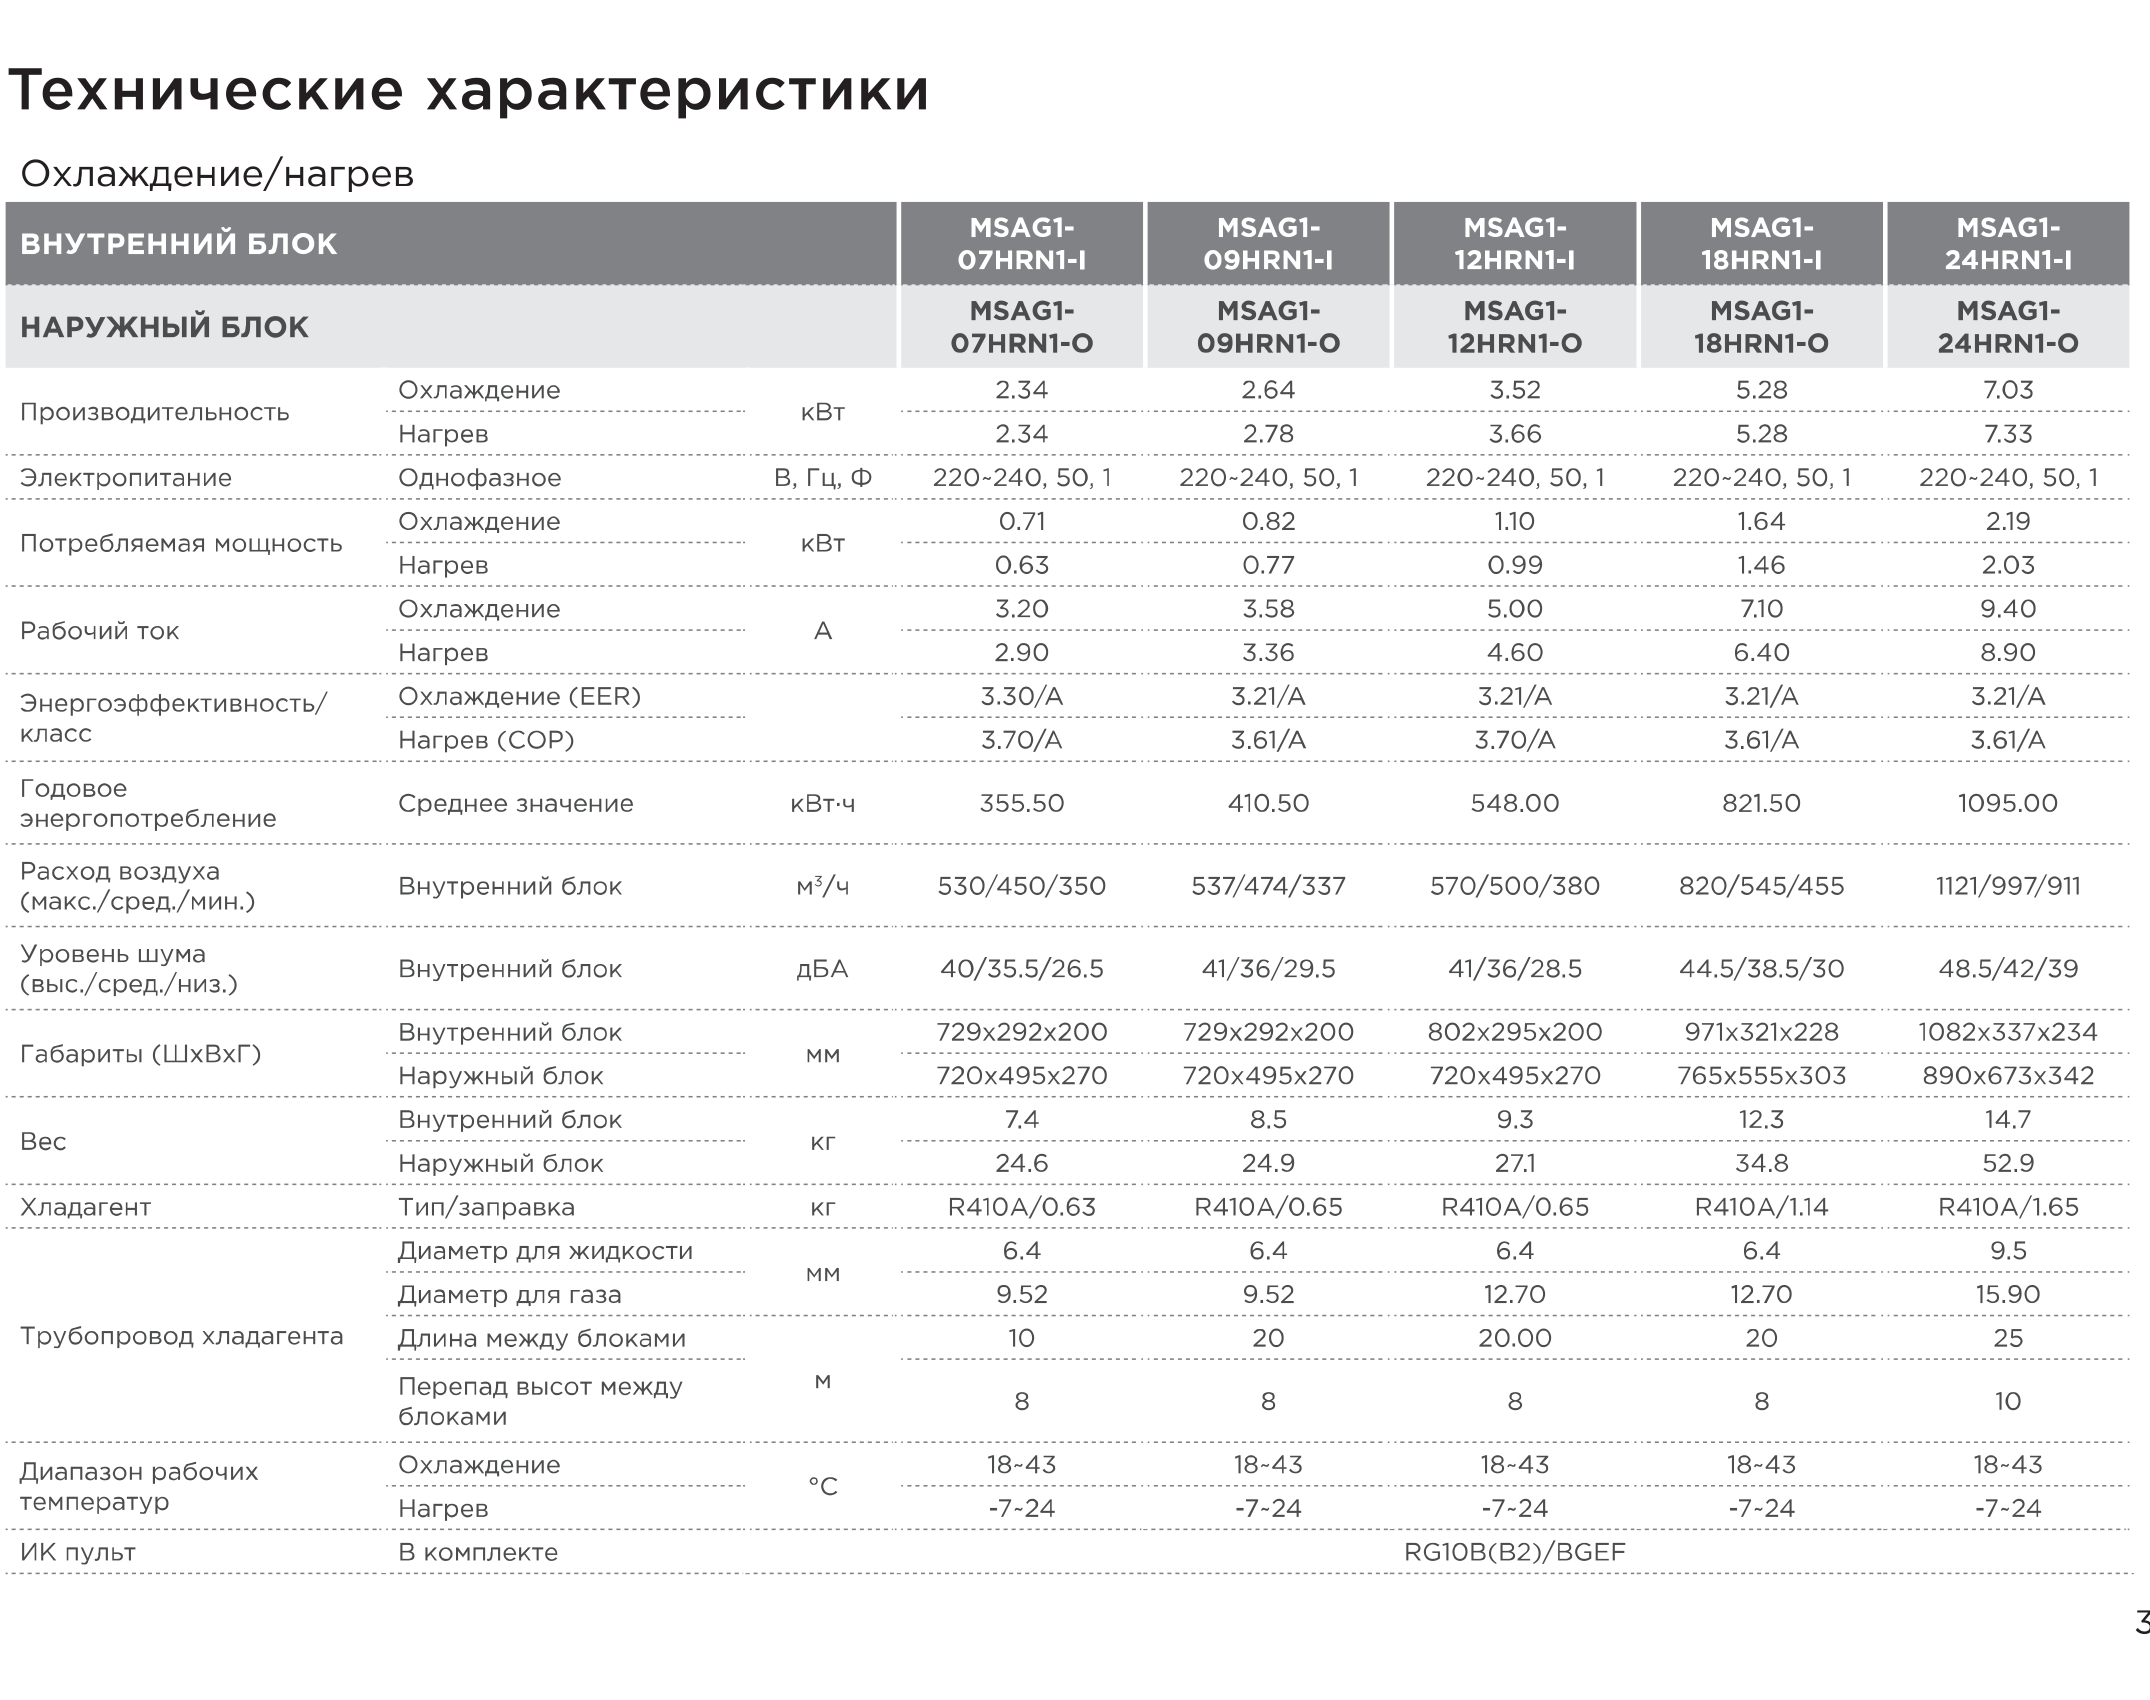 Технические характеристики
Охлаждение/нагрев
ВНУТРЕННИЙ БЛОК MSAG1-07HRN1-I MSAG1-09HRN1-I MSAG1-12HRN1-I MSAG1-18HRN1-I MSAG1-24HRN1-I
НАРУЖНЫЙ БЛОК MSAG1-07HRN1-O MSAG1-09HRN1-O MSAG1-12HRN1-O MSAG1-18HRN1-O MSAG1-24HRN1-O
Производительность Охлаждение кВт 2.34 2.64 3.52 5.28 7.03
Нагрев 2.34 2.78 3.66 5.28 7.33
Электропитание Однофазное В, Гц, Ф 220~240, 50, 1 220~240, 50, 1 220~240, 50, 1 220~240, 50, 1 220~240, 50, 1
Потребляемая мощность Охлаждение кВт 0.71 0.82 1.10 1.64 2.19
Нагрев 0.63 0.77 0.99 1.46 2.03
Рабочий ток Охлаждение А 3.20 3.58 5.00 7.10 9.40
Нагрев 2.90 3.36 4.60 6.40 8.90
Энергоэффективность/класс Охлаждение (EER) 3.30/A 3.21/A 3.21/A 3.21/A 3.21/A
Нагрев (COP) 3.70/A 3.61/A 3.70/A 3.61/A 3.61/A
Годовое энергопотребление Среднее значение кВт·ч 355.50 410.50 548.00 821.50 1095.00
Расход воздуха (макс./сред./мин.) Внутренний блок м³/ч 530/450/350 537/474/337 570/500/380 820/545/455 1121/997/911
Уровень шума (выс./сред./низ.) Внутренний блок дБА 40/35.5/26.5 41/36/29.5 41/36/28.5 44.5/38.5/30 48.5/42/39
Габариты (ШхВхГ) Внутренний блок мм 729x292x200 729x292x200 802x295x200 971x321x228 1082x337x234
Наружный блок 720x495x270 720x495x270 720x495x270 765x555x303 890x673x342
Вес Внутренний блок кг 7.4 8.5 9.3 12.3 14.7
Наружный блок 24.6 24.9 27.1 34.8 52.9
Хладагент Тип/заправка кг R410A/0.63 R410A/0.65 R410A/0.65 R410A/1.14 R410A/1.65
Трубопровод хладагента Диаметр для жидкости мм 6.4 6.4 6.4 6.4 9.5
Диаметр для газа 9.52 9.52 12.70 12.70 15.90
Длина между блоками м 10 20 20.00 20 25
Перепад высот между блоками 8 8 8 8 10
Диапазон рабочих температур Охлаждение °С 18~43 18~43 18~43 18~43 18~43
Нагрев -7~24 -7~24 -7~24 -7~24 -7~24
ИК пульт В комплекте RG10B(B2)/BGEF
3